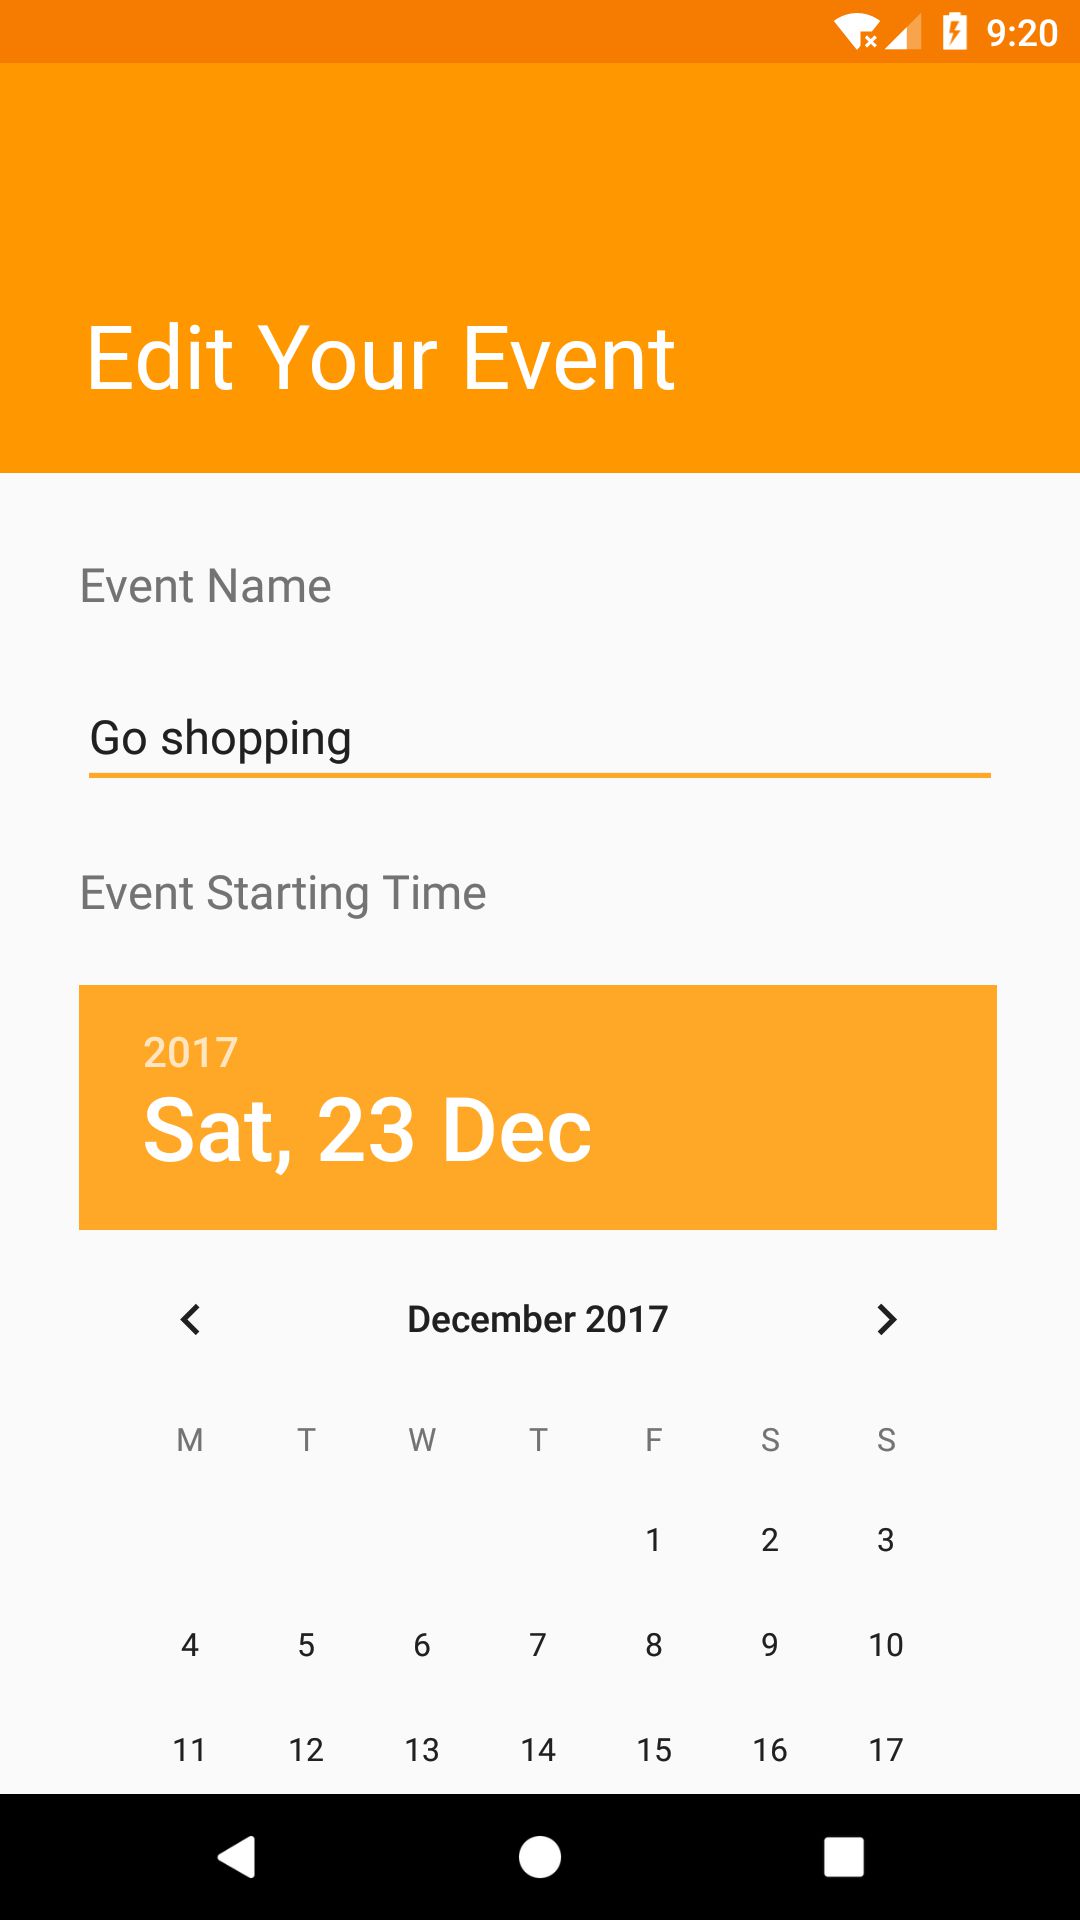 9:20
Edit Your Event
Event Name
Go shopping
Event Starting Time
2017
Sat, 23 Dec
December 2017
M T W T F S S
1 2 3
4 5 6 7 8 9 10
11 12 13 14 15 16 17